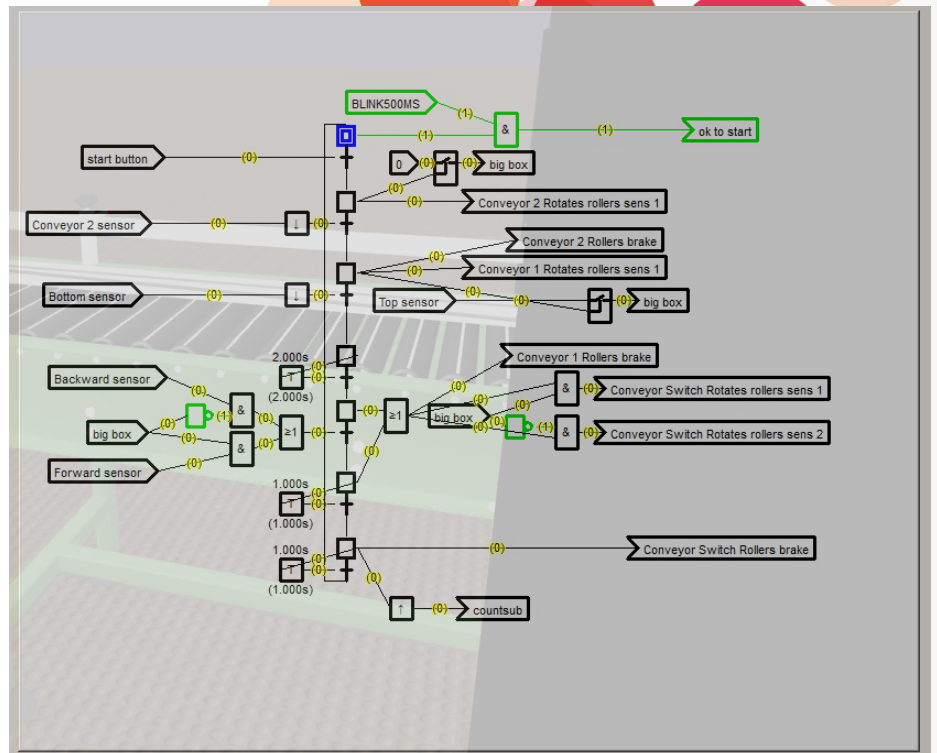 BLINK500MS
(1)
&
(1)
(1)
ok to start
start button
(0)
0
(0)
(0)
big box
(0)
(0)
Conveyor 2 Rotates rollers sens 1
Conveyor 2 sensor
(0)
↓
(0)
(0)
Conveyor 2 Rollers brake
(0)
Conveyor 1 Rotates rollers sens 1
Bottom sensor
(0)
↓
(0)
Top sensor
(0)
(0)
(0)
big box
2.000s
(0)
T
(0)
(2.000s)
Conveyor 1 Rollers brake
Backward sensor
(0)
(0)
(0)
&
(0)
Conveyor Switch Rotates rollers sens 1
big box
(0)
(1)
&
(0)
≥1
(0)
(0)
≥1
big box
(0)
(0)
(0)
(1)
&
(0)
Conveyor Switch Rotates rollers sens 2
(0)
&
(0)
Forward sensor
(0)
(0)
1.000s
(0)
T
(0)
(1.000s)
1.000s
(0)
T
(0)
(1.000s)
(0)
Conveyor Switch Rollers brake
(0)
↑
(0)
countsub